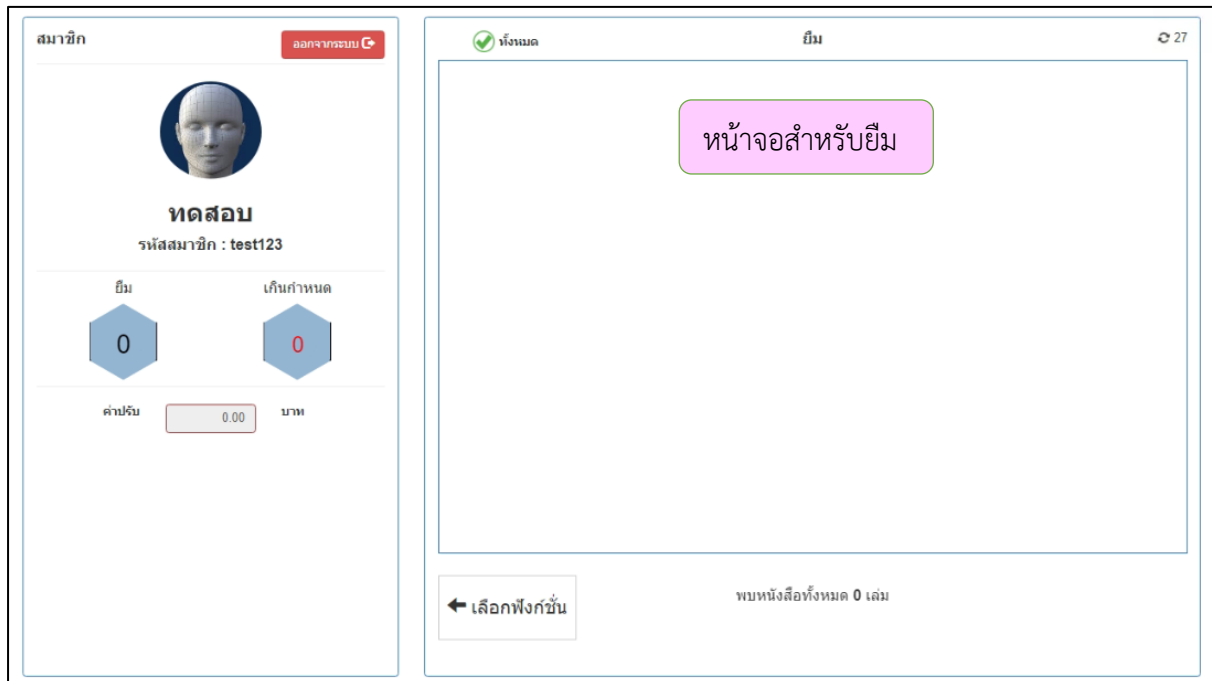 สมาชิก
ออกจากระบบ
ทดสอบ
รหัสสมาชิก : test123
ยืม เกินกำหนด
0 0
ค่าปรับ 0.00 บาท
ทั้งหมด ยืม 27
หน้าจอสำหรับยืม
เลือกฟังก์ชั่น
พบหนังสือทั้งหมด 0 เล่ม